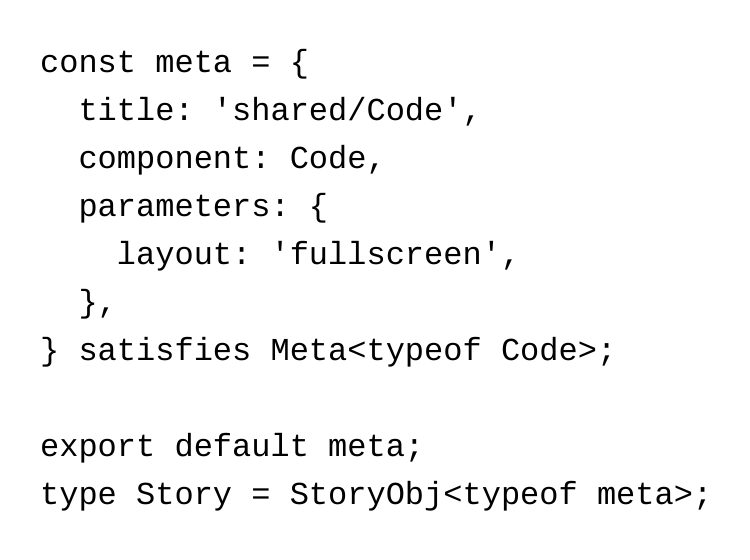 const meta = {
  title: 'shared/Code',
  component: Code,
  parameters: {
    layout: 'fullscreen',
  },
} satisfies Meta<typeof Code>;

export default meta;
type Story = StoryObj<typeof meta>;